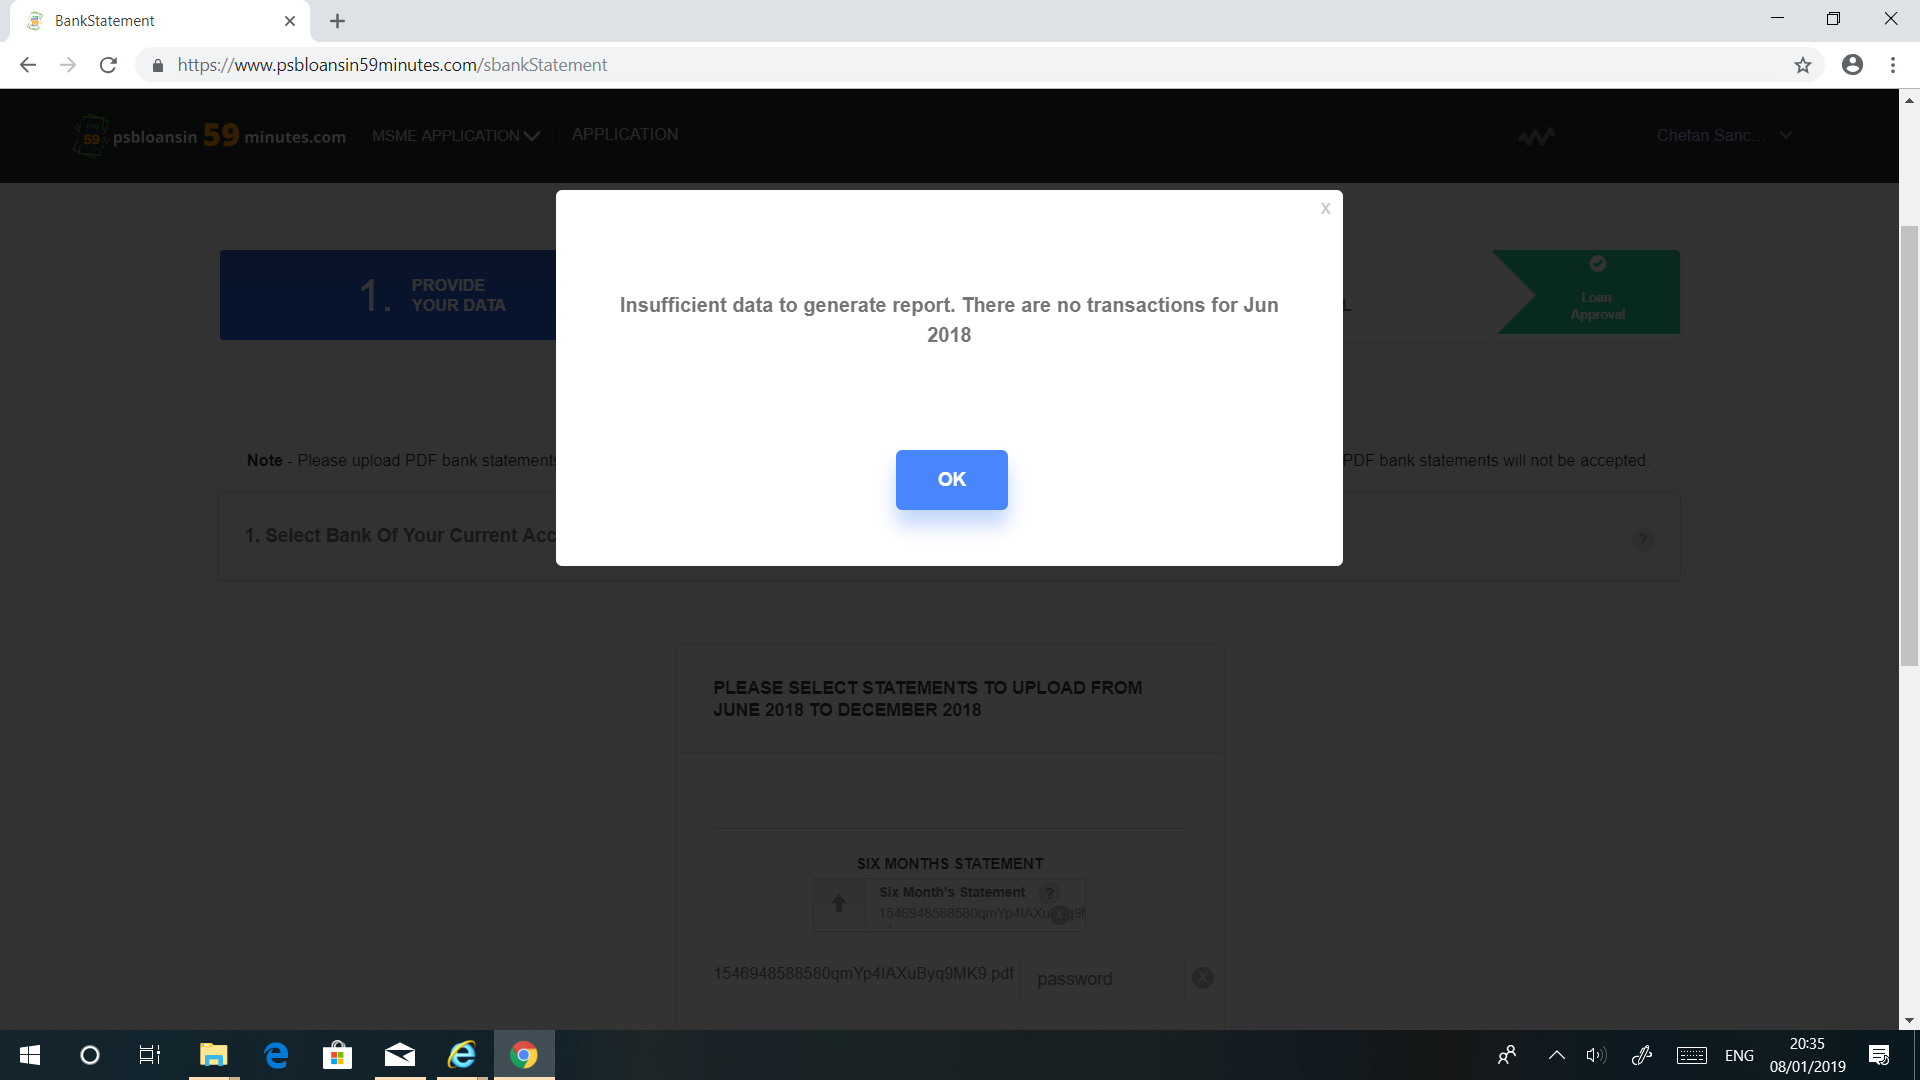 BankStatement
https://www.psbloansin59minutes.com/sbankStatement
psbloansin 59 minutes.com
MSME APPLICATION
APPLICATION
Chetan Sanc...
1.
PROVIDE
YOUR DATA
L
Loan
Approval
x
Insufficient data to generate report. There are no transactions for Jun
2018
OK
Note - Please upload PDF bank statements
PDF bank statements will not be accepted.
1. Select Bank Of Your Current Acc
?
PLEASE SELECT STATEMENTS TO UPLOAD FROM
JUNE 2018 TO DECEMBER 2018
SIX MONTHS STATEMENT
Six Month's Statement ?
1546948588580qmYp4IAXuByq9MK9.pdf
password
X
ENG
20:35
08/01/2019